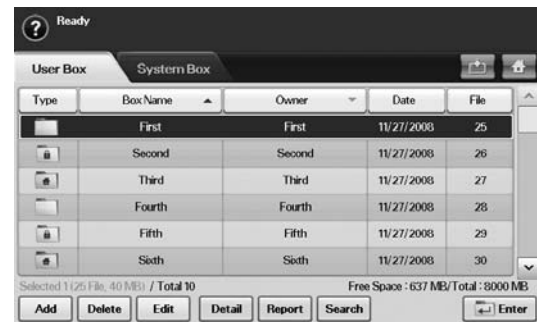 ? Ready
User Box System Box
Type Box Name Owner Date File
First First 11/27/2008 25
Second Second 11/27/2008 26
Third Third 11/27/2008 27
Fourth Fourth 11/27/2008 28
Fifth Fifth 11/27/2008 29
Sixth Sixth 11/27/2008 30
Selected 1 (25 File, 40 MB) / Total 10 Free Space : 637 MB/Total : 8000 MB
Add Delete Edit Detail Report Search Enter